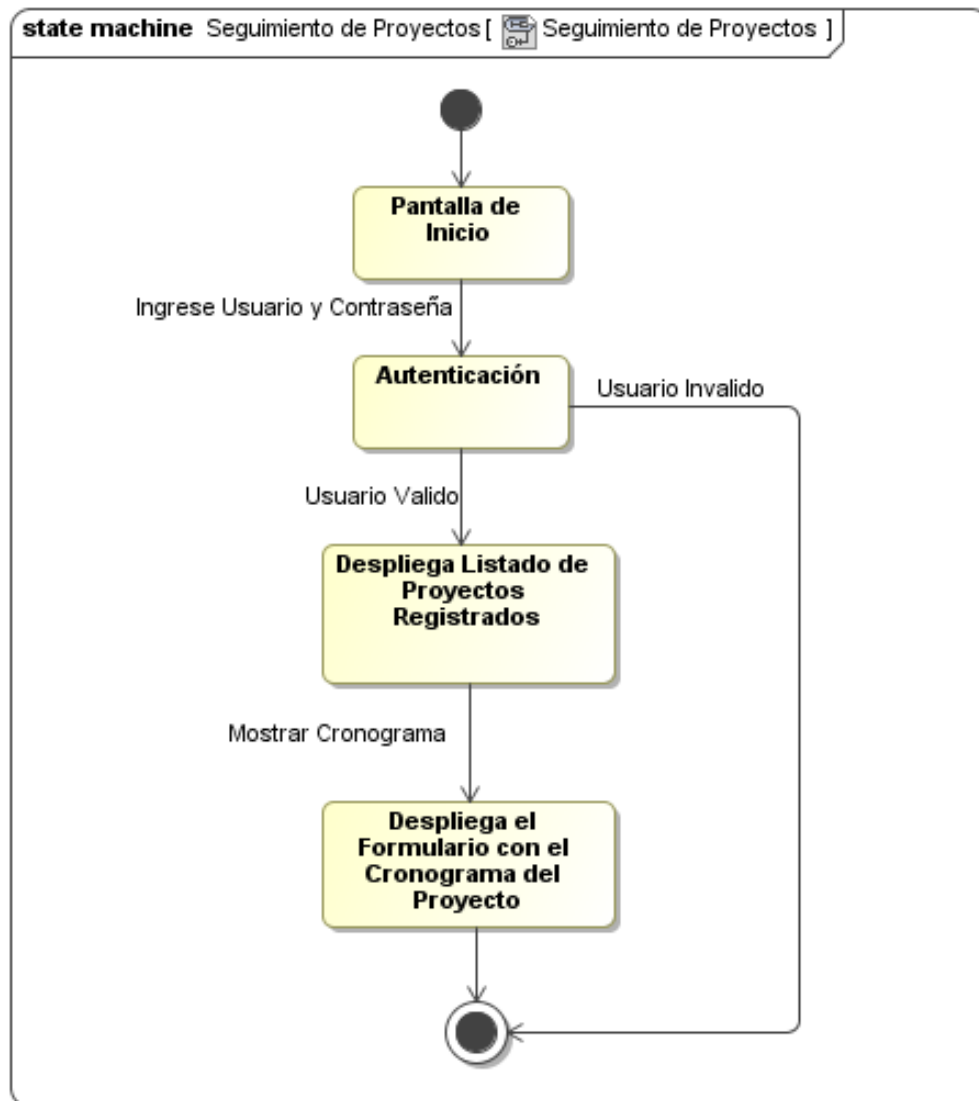 state machine Seguimiento de Proyectos [ Seguimiento de Proyectos ]
Pantalla de
Inicio
Ingrese Usuario y Contraseña
Autenticación
Usuario Invalido
Usuario Valido
Despliega Listado de
Proyectos
Registrados
Mostrar Cronograma
Despliega el
Formulario con el
Cronograma del
Proyecto